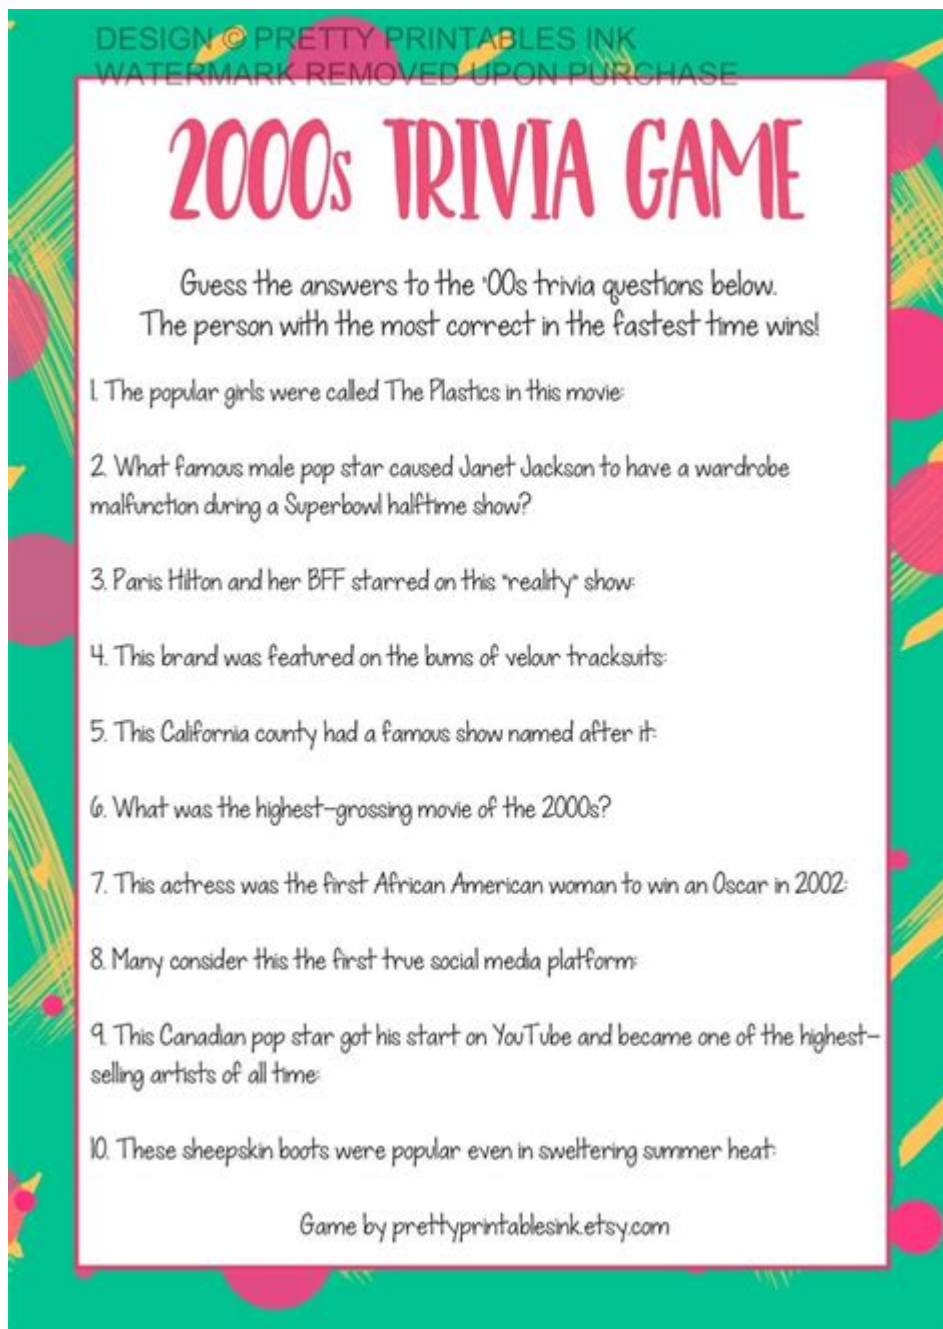 DESIGN © PRETTY PRINTABLES INK
WATERMARK REMOVED UPON PURCHASE
2000s TRIVIA GAME
Guess the answers to the '00s trivia questions below.
The person with the most correct in the fastest time wins!
1. The popular girls were called The Plastics in this movie:
2. What famous male pop star caused Janet Jackson to have a wardrobe
malfunction during a Superbowl halftime show?
3. Paris Hilton and her BFF starred on this "reality" show:
4. This brand was featured on the bums of velour tracksuits:
5. This California county had a famous show named after it:
6. What was the highest-grossing movie of the 2000s?
7. This actress was the first African American woman to win an Oscar in 2002:
8. Many consider this the first true social media platform:
9. This Canadian pop star got his start on YouTube and became one of the highest-
selling artists of all time:
10. These sheepskin boots were popular even in sweltering summer heat:
Game by prettyprintablesink.etsy.com